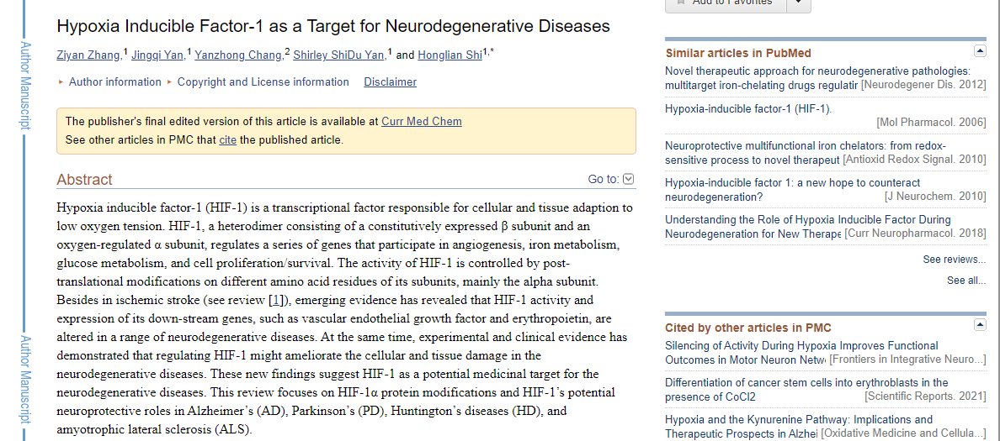 Add to Favorites
Hypoxia Inducible Factor-1 as a Target for Neurodegenerative Diseases
Ziyan Zhang,1 Jingqi Yan,1 Yanzhong Chang,2 Shirley ShiDu Yan,1 and Honglian Shi1,*
Author information Copyright and License information Disclaimer
The publisher's final edited version of this article is available at Curr Med Chem
See other articles in PMC that cite the published article.
Abstract
Go to:
Hypoxia inducible factor-1 (HIF-1) is a transcriptional factor responsible for cellular and tissue adaption to
low oxygen tension. HIF-1, a heterodimer consisting of a constitutively expressed β subunit and an
oxygen-regulated α subunit, regulates a series of genes that participate in angiogenesis, iron metabolism,
glucose metabolism, and cell proliferation/survival. The activity of HIF-1 is controlled by post-
translational modifications on different amino acid residues of its subunits, mainly the alpha subunit.
Besides in ischemic stroke (see review [1]), emerging evidence has revealed that HIF-1 activity and
expression of its down-stream genes, such as vascular endothelial growth factor and erythropoietin, are
altered in a range of neurodegenerative diseases. At the same time, experimental and clinical evidence has
demonstrated that regulating HIF-1 might ameliorate the cellular and tissue damage in the
neurodegenerative diseases. These new findings suggest HIF-1 as a potential medicinal target for the
neurodegenerative diseases. This review focuses on HIF-1α protein modifications and HIF-1's potential
neuroprotective roles in Alzheimer's (AD), Parkinson's (PD), Huntington's diseases (HD), and
amyotrophic lateral sclerosis (ALS).
Author Manuscript
Author Manuscript
Similar articles in PubMed
Novel therapeutic approach for neurodegenerative pathologies:
multitarget iron-chelating drugs regulatir [Neurodegener Dis. 2012]
Hypoxia-inducible factor-1 (HIF-1).
[Mol Pharmacol. 2006]
Neuroprotective multifunctional iron chelators: from redox-
sensitive process to novel therapeut [Antioxid Redox Signal. 2010]
Hypoxia-inducible factor 1: a new hope to counteract
neurodegeneration? [J Neurochem. 2010]
Understanding the Role of Hypoxia Inducible Factor During
Neurodegeneration for New Therape [Curr Neuropharmacol. 2018]
See reviews...
See all...
Cited by other articles in PMC
Silencing of Activity During Hypoxia Improves Functional
Outcomes in Motor Neuron Netw [Frontiers in Integrative Neuro...]
Differentiation of cancer stem cells into erythroblasts in the
presence of CoCl2 [Scientific Reports. 2021]
Hypoxia and the Kynurenine Pathway: Implications and
Therapeutic Prospects in Alzhei [Oxidative Medicine and Cellula...]